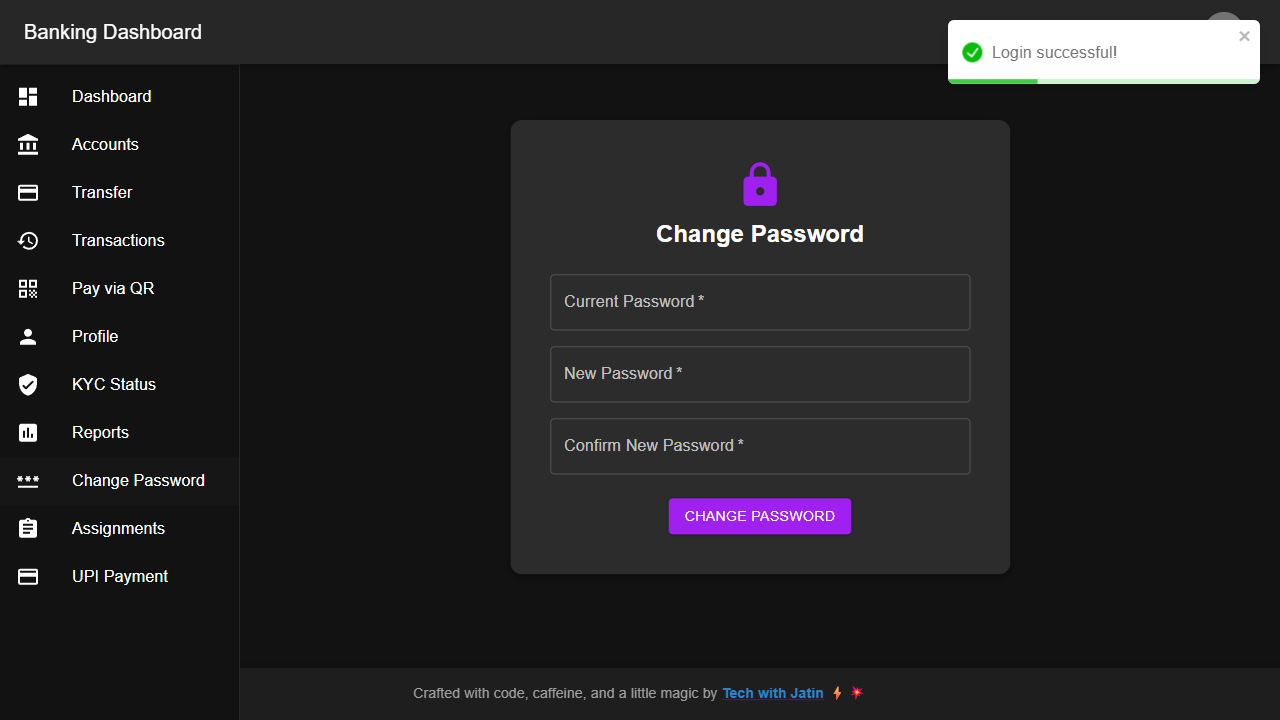 Banking Dashboard
Login successful!
Dashboard
Accounts
Transfer
Transactions
Pay via QR
Profile
KYC Status
Reports
Change Password
Assignments
UPI Payment
Change Password
Current Password *
New Password *
Confirm New Password *
CHANGE PASSWORD
Crafted with code, caffeine, and a little magic by Tech with Jatin ⚡ 💥